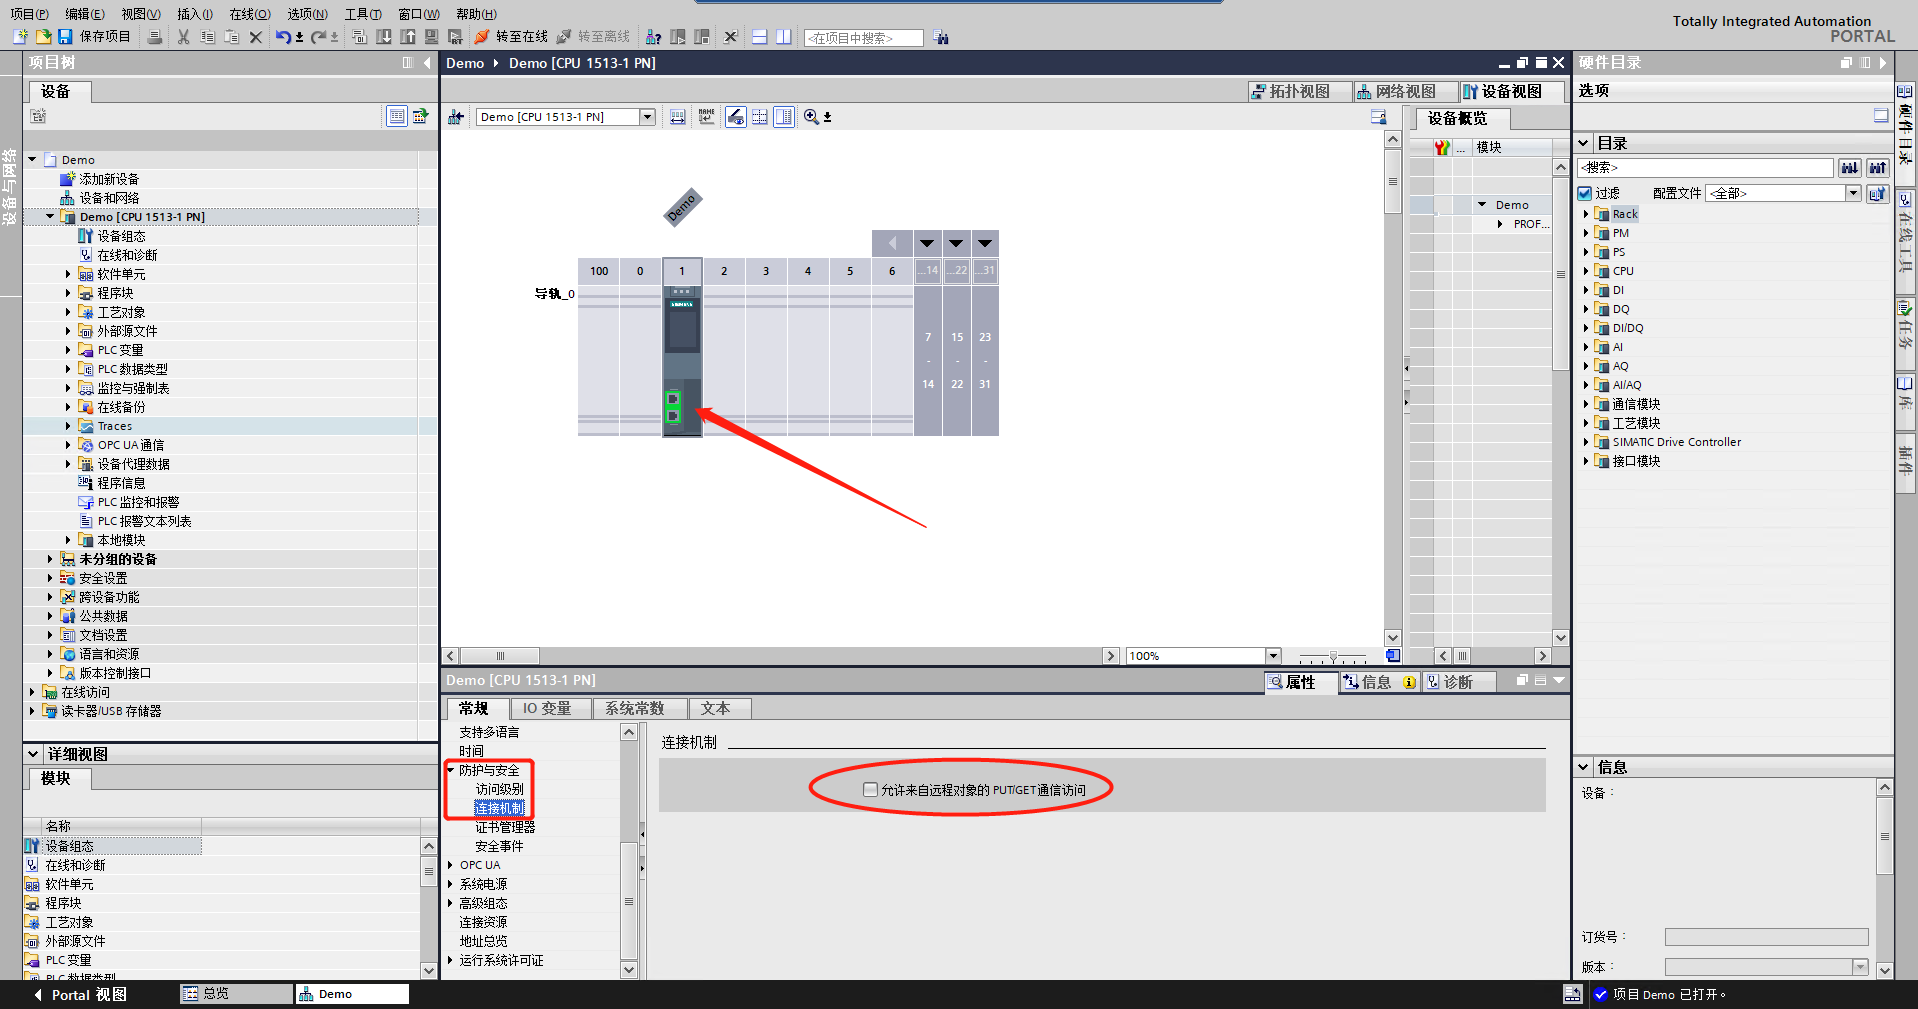 项目(P) 编辑(E) 视图(V) 插入(I) 在线(O) 选项(N) 工具(T) 窗口(W) 帮助(H)
Totally Integrated Automation
PORTAL
保存项目 转至在线 转至离线 <在项目中搜索>
项目树
设备
设备与网络
Demo
添加新设备
设备和网络
Demo [CPU 1513-1 PN]
设备组态
在线和诊断
软件单元
程序块
工艺对象
外部源文件
PLC 变量
PLC 数据类型
监控与强制表
在线备份
Traces
OPC UA 通信
设备代理数据
程序信息
PLC 监控和报警
PLC 报警文本列表
本地模块
未分组的设备
安全设置
跨设备功能
公共数据
文档设置
语言和资源
版本控制接口
在线访问
读卡器/USB 存储器
详细视图
模块
名称
设备组态
在线和诊断
软件单元
程序块
工艺对象
外部源文件
PLC 变量
PLC 数据类型
Demo Demo [CPU 1513-1 PN]
拓扑视图 网络视图 设备视图
Demo [CPU 1513-1 PN]
NAME
Demo
100 0 1 2 3 4 5 6 ...14 ...22 ...31
导轨_0
SIEMENS
7 15 23
- - -
14 22 31
100%
设备概览
... 模块
Demo
PROF...
Demo [CPU 1513-1 PN]
属性 信息 诊断
常规 IO 变量 系统常数 文本
支持多语言
时间
防护与安全
访问级别
连接机制
证书管理器
安全事件
OPC UA
系统电源
高级组态
连接资源
地址总览
运行系统许可证
连接机制
允许来自远程对象的 PUT/GET 通信访问
硬件目录
选项
目录
<搜索>
过滤 配置文件 <全部>
Rack
PM
PS
CPU
DI
DQ
DI/DQ
AI
AQ
AI/AQ
通信模块
工艺模块
SIMATIC Drive Controller
接口模块
信息
设备：
订货号：
版本：
硬件目录
在线工具
任务
库
插件
Portal 视图 总览 Demo
项目 Demo 已打开。